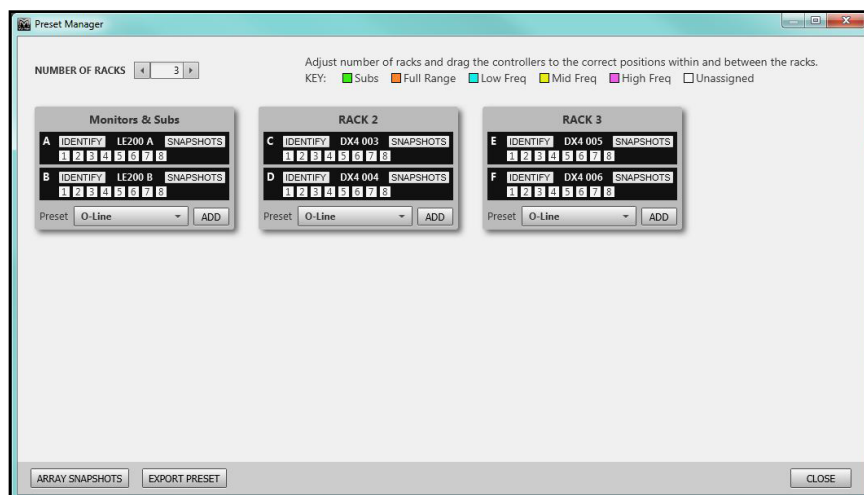 Preset Manager
Adjust number of racks and drag the controllers to the correct positions within and between the racks.
NUMBER OF RACKS 3
KEY: Subs Full Range Low Freq Mid Freq High Freq Unassigned
Monitors & Subs
A IDENTIFY LE200 A SNAPSHOTS
1 2 3 4 5 6 7 8
B IDENTIFY LE200 B SNAPSHOTS
1 2 3 4 5 6 7 8
Preset O-Line ADD
RACK 2
C IDENTIFY DX4 003 SNAPSHOTS
1 2 3 4 5 6 7 8
D IDENTIFY DX4 004 SNAPSHOTS
1 2 3 4 5 6 7 8
Preset O-Line ADD
RACK 3
E IDENTIFY DX4 005 SNAPSHOTS
1 2 3 4 5 6 7 8
F IDENTIFY DX4 006 SNAPSHOTS
1 2 3 4 5 6 7 8
Preset O-Line ADD
ARRAY SNAPSHOTS EXPORT PRESET CLOSE